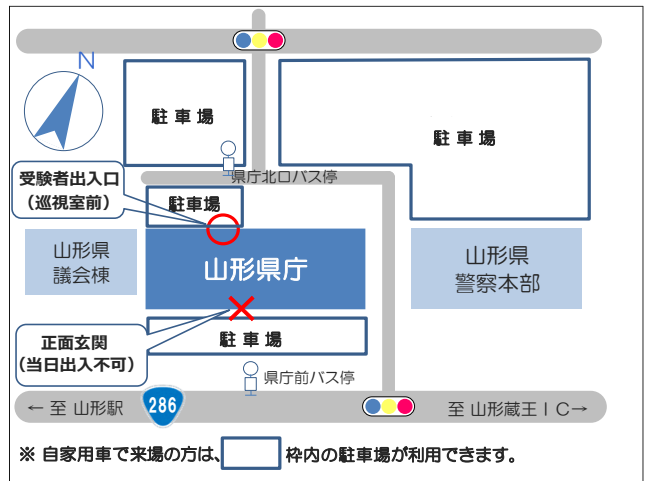 N
駐 車 場
駐 車 場
県庁北口バス停
受験者出入口
（巡視室前）
駐車場
山形県
議会棟
山形県庁
山形県
警察本部
正面玄関
（当日出入不可）
駐 車 場
県庁前バス停
← 至 山形駅
286
至 山形蔵王ＩＣ→
※ 自家用車で来場の方は、 枠内の駐車場が利用できます。